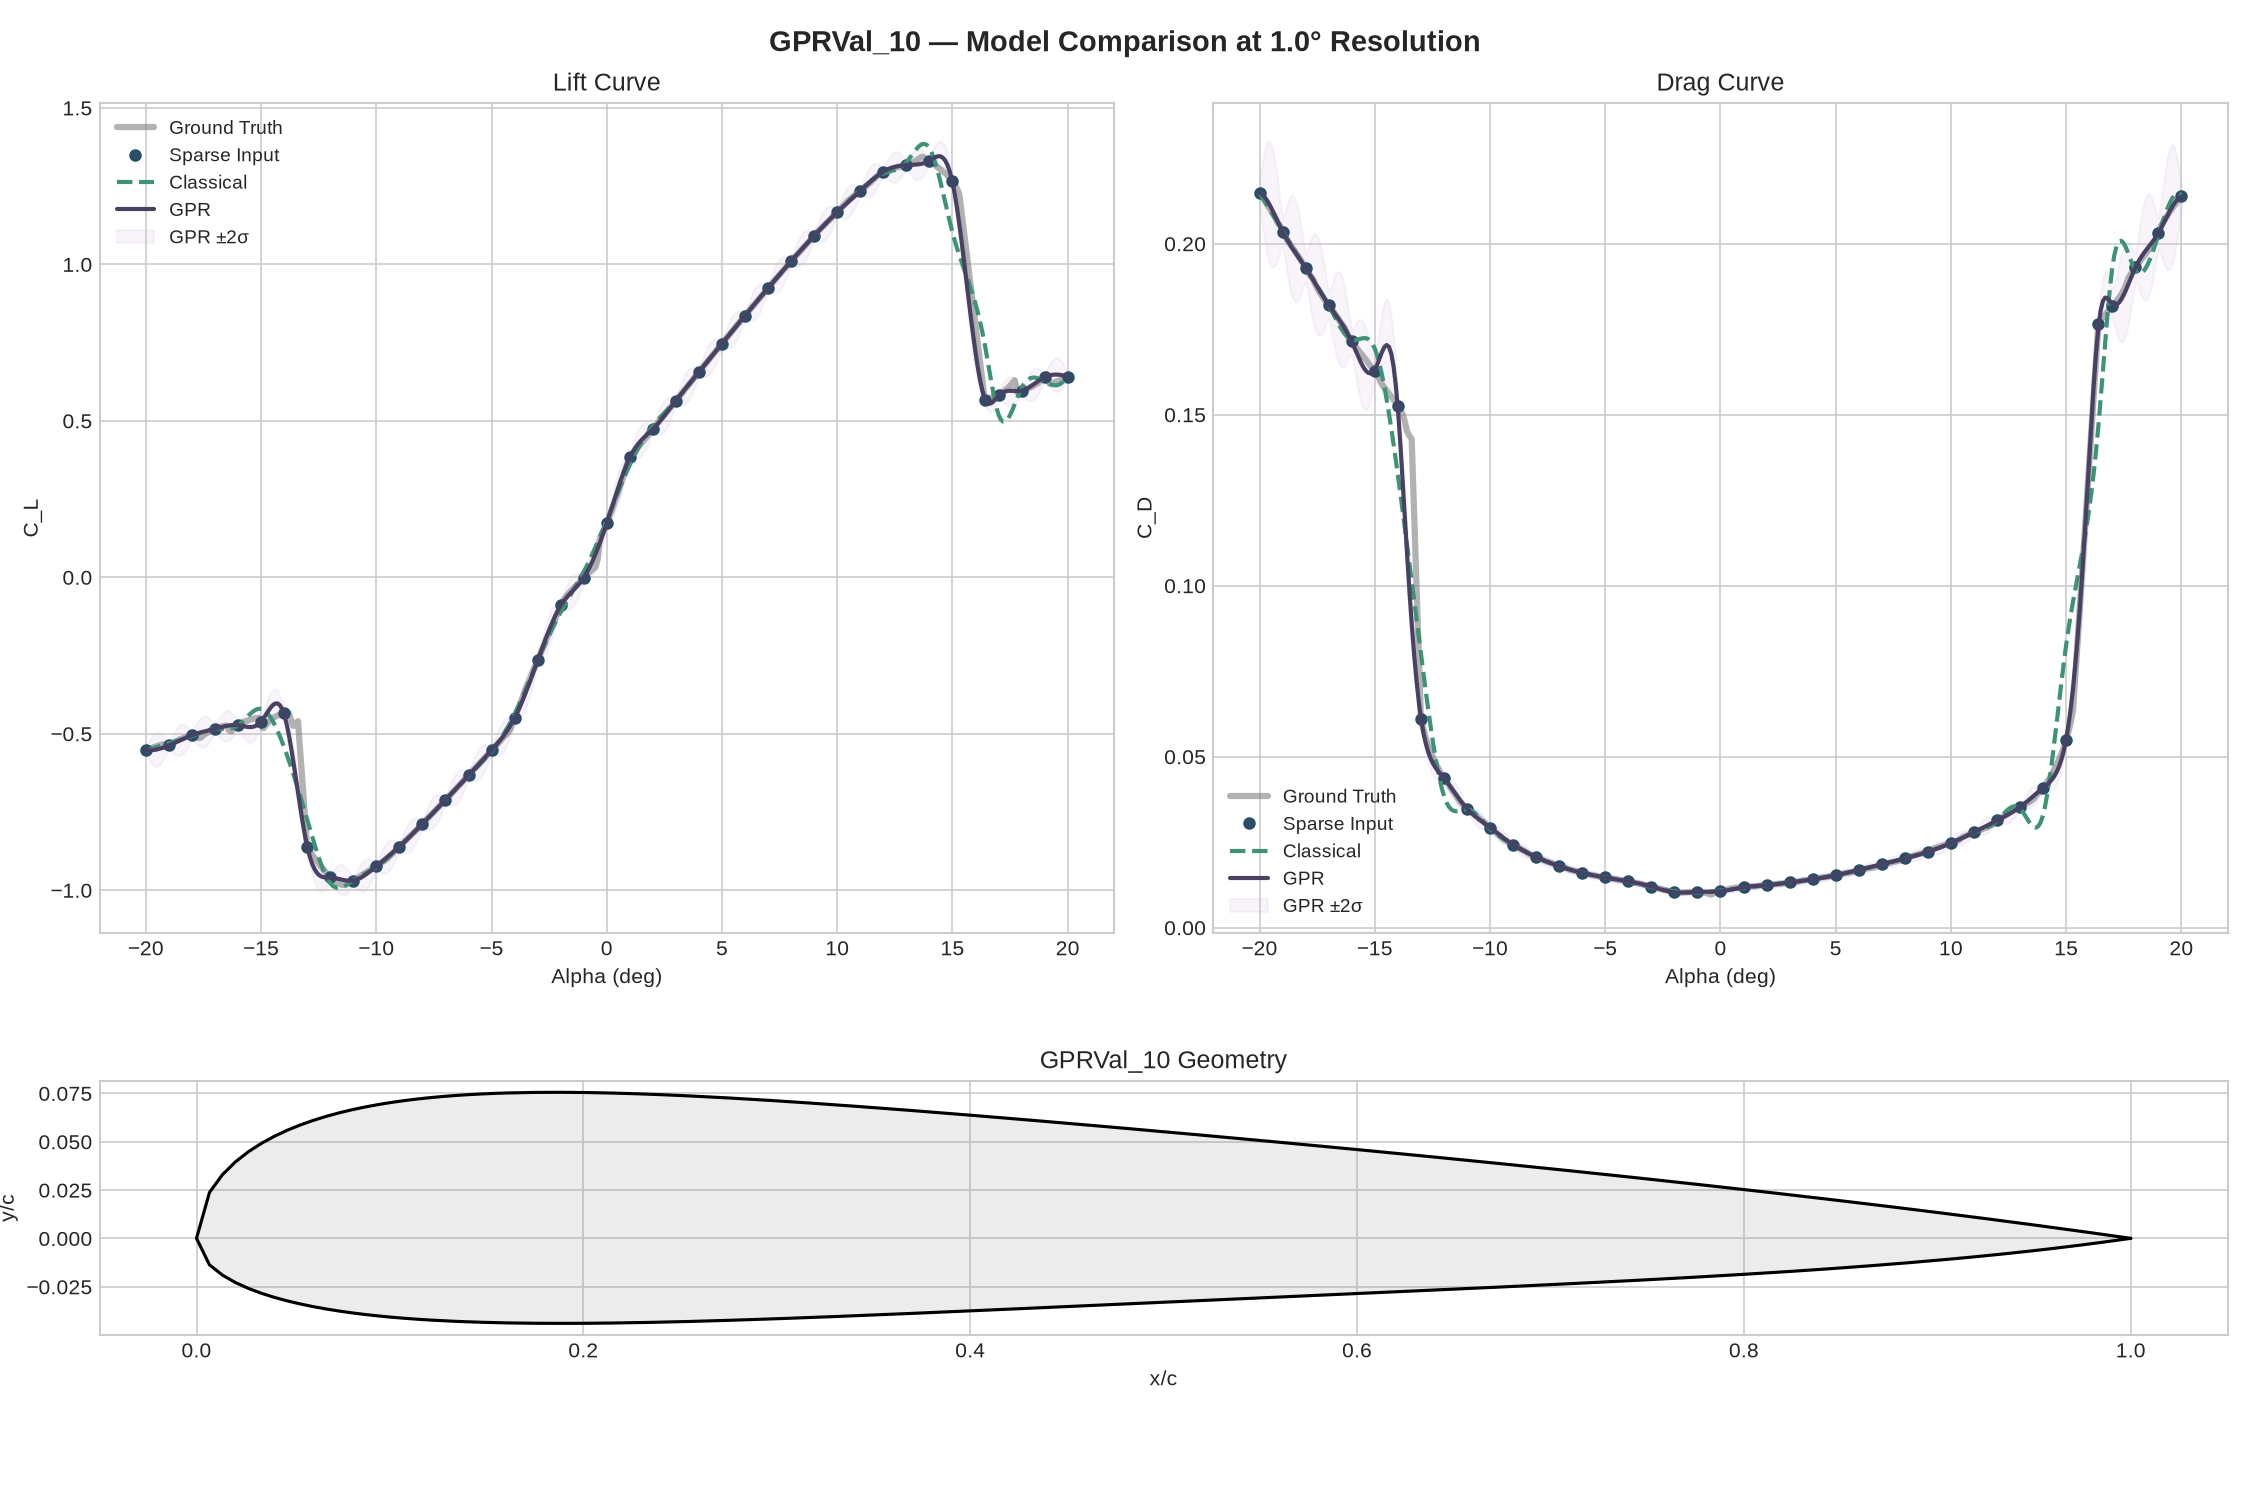 GPRVal_10 — Model Comparison at 1.0° Resolution
Lift Curve
1.5
1.0
0.5
0.0
−0.5
−1.0
C_L
Ground Truth
Sparse Input
Classical
GPR
GPR ±2σ
−20 −15 −10 −5 0 5 10 15 20
Alpha (deg)
Drag Curve
0.20
0.15
0.10
0.05
0.00
C_D
Ground Truth
Sparse Input
Classical
GPR
GPR ±2σ
−20 −15 −10 −5 0 5 10 15 20
Alpha (deg)
GPRVal_10 Geometry
0.075
0.050
0.025
0.000
−0.025
y/c
0.0 0.2 0.4 0.6 0.8 1.0
x/c